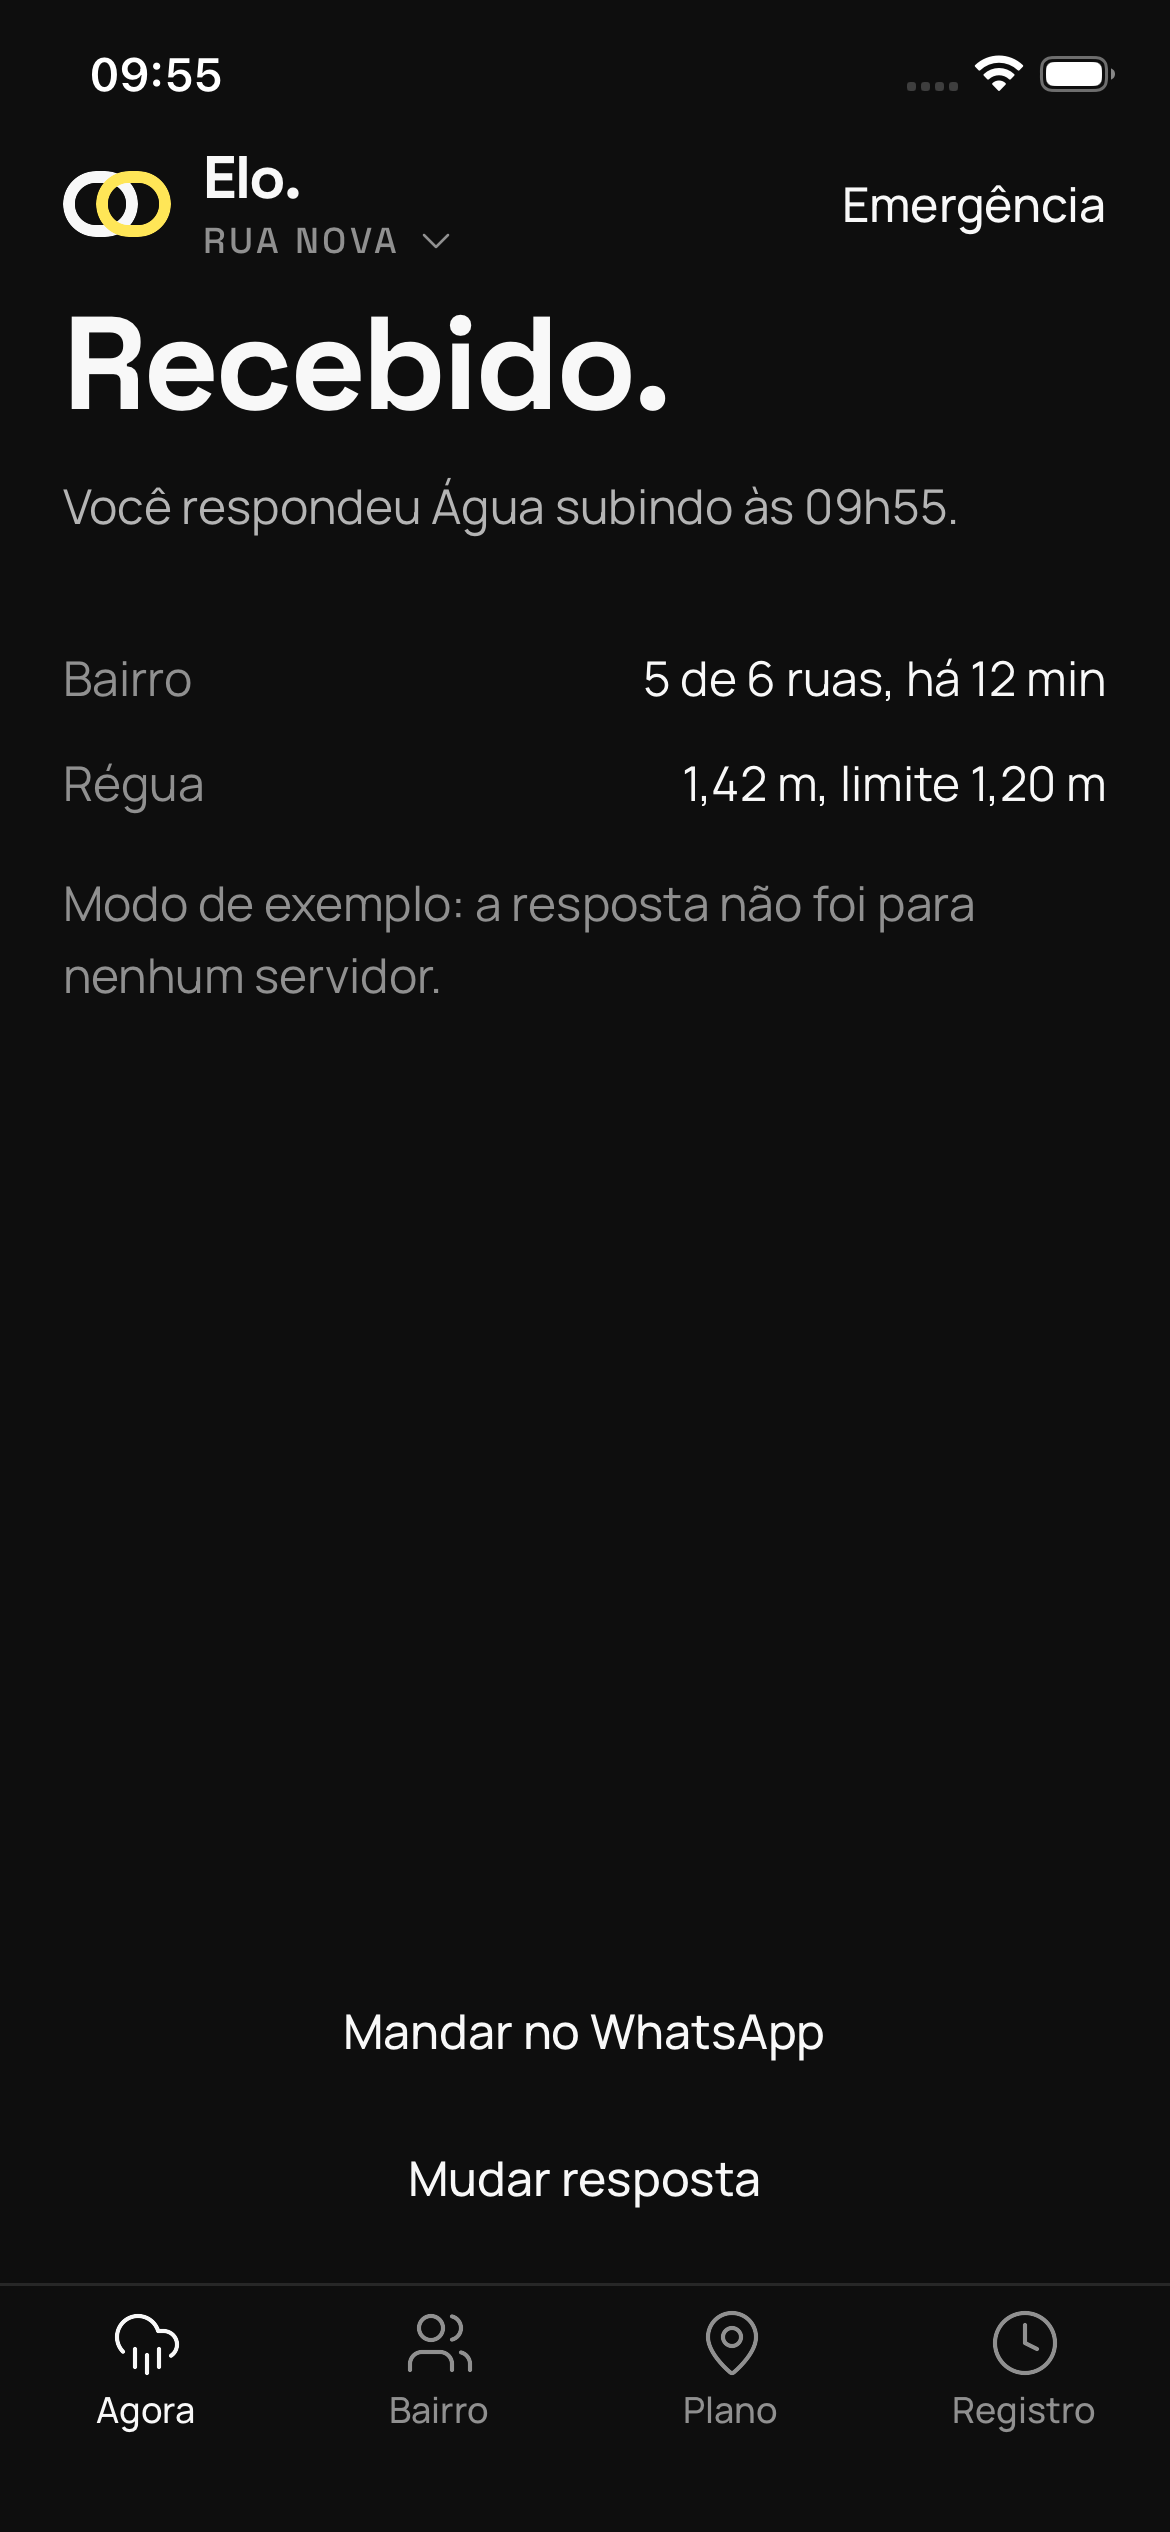 09:55
Elo.
RUA NOVA
Emergência
Recebido.
Você respondeu Água subindo às 09h55.
Bairro
5 de 6 ruas, há 12 min
Régua
1,42 m, limite 1,20 m
Modo de exemplo: a resposta não foi para
nenhum servidor.
Mandar no WhatsApp
Mudar resposta
Agora
Bairro
Plano
Registro